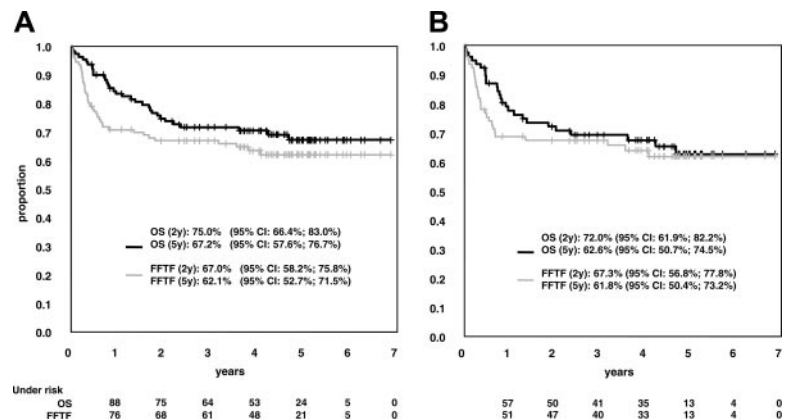 A
B
1.0
0.9
0.8
0.7
0.6
0.5
0.4
0.3
0.2
0.1
0.0
proportion
OS (2y): 75.0% (95% CI: 66.4%; 83.0%)
OS (5y): 67.2% (95% CI: 57.6%; 76.7%)
FFTF (2y): 67.0% (95% CI: 58.2%; 75.8%)
FFTF (5y): 62.1% (95% CI: 52.7%; 71.5%)
0 1 2 3 4 5 6 7
years
1.0
0.9
0.8
0.7
0.6
0.5
0.4
0.3
0.2
0.1
0.0
OS (2y): 72.0% (95% CI: 61.9%; 82.2%)
OS (5y): 62.6% (95% CI: 50.7%; 74.5%)
FFTF (2y): 67.3% (95% CI: 56.8%; 77.8%)
FFTF (5y): 61.8% (95% CI: 50.4%; 73.2%)
0 1 2 3 4 5 6 7
years
Under risk
OS 88 75 64 53 24 5 0 57 50 41 35 13 4 0
FFTF 76 68 61 48 21 5 0 51 47 40 33 13 4 0